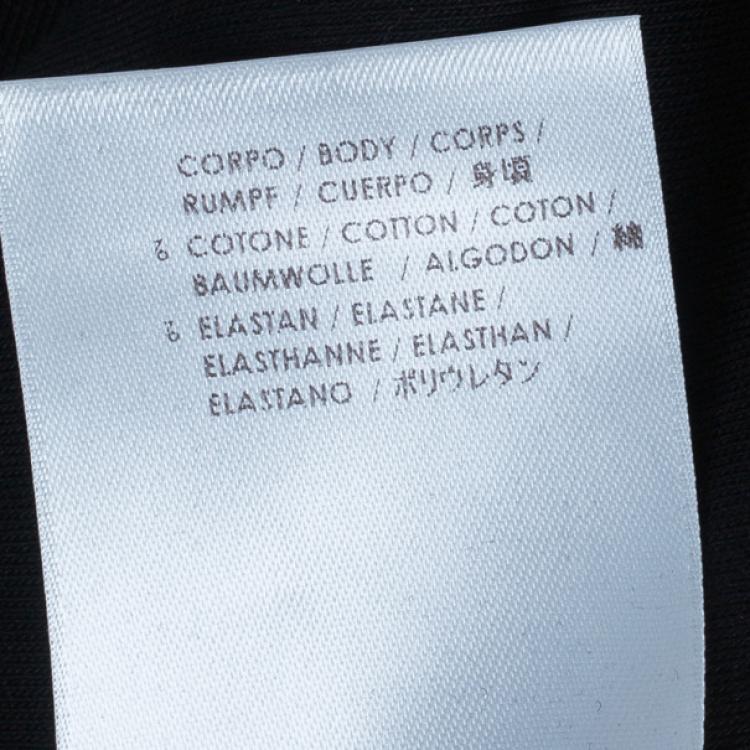 CORPO / BODY / CORPS /
RUMPF / CUERPO / 身頃
% COTONE / COTTON / COTON /
BAUMWOLLE / ALGODON / 綿
% ELASTAN / ELASTANE /
ELASTHANNE / ELASTHAN /
ELASTANO / ポリウレタン